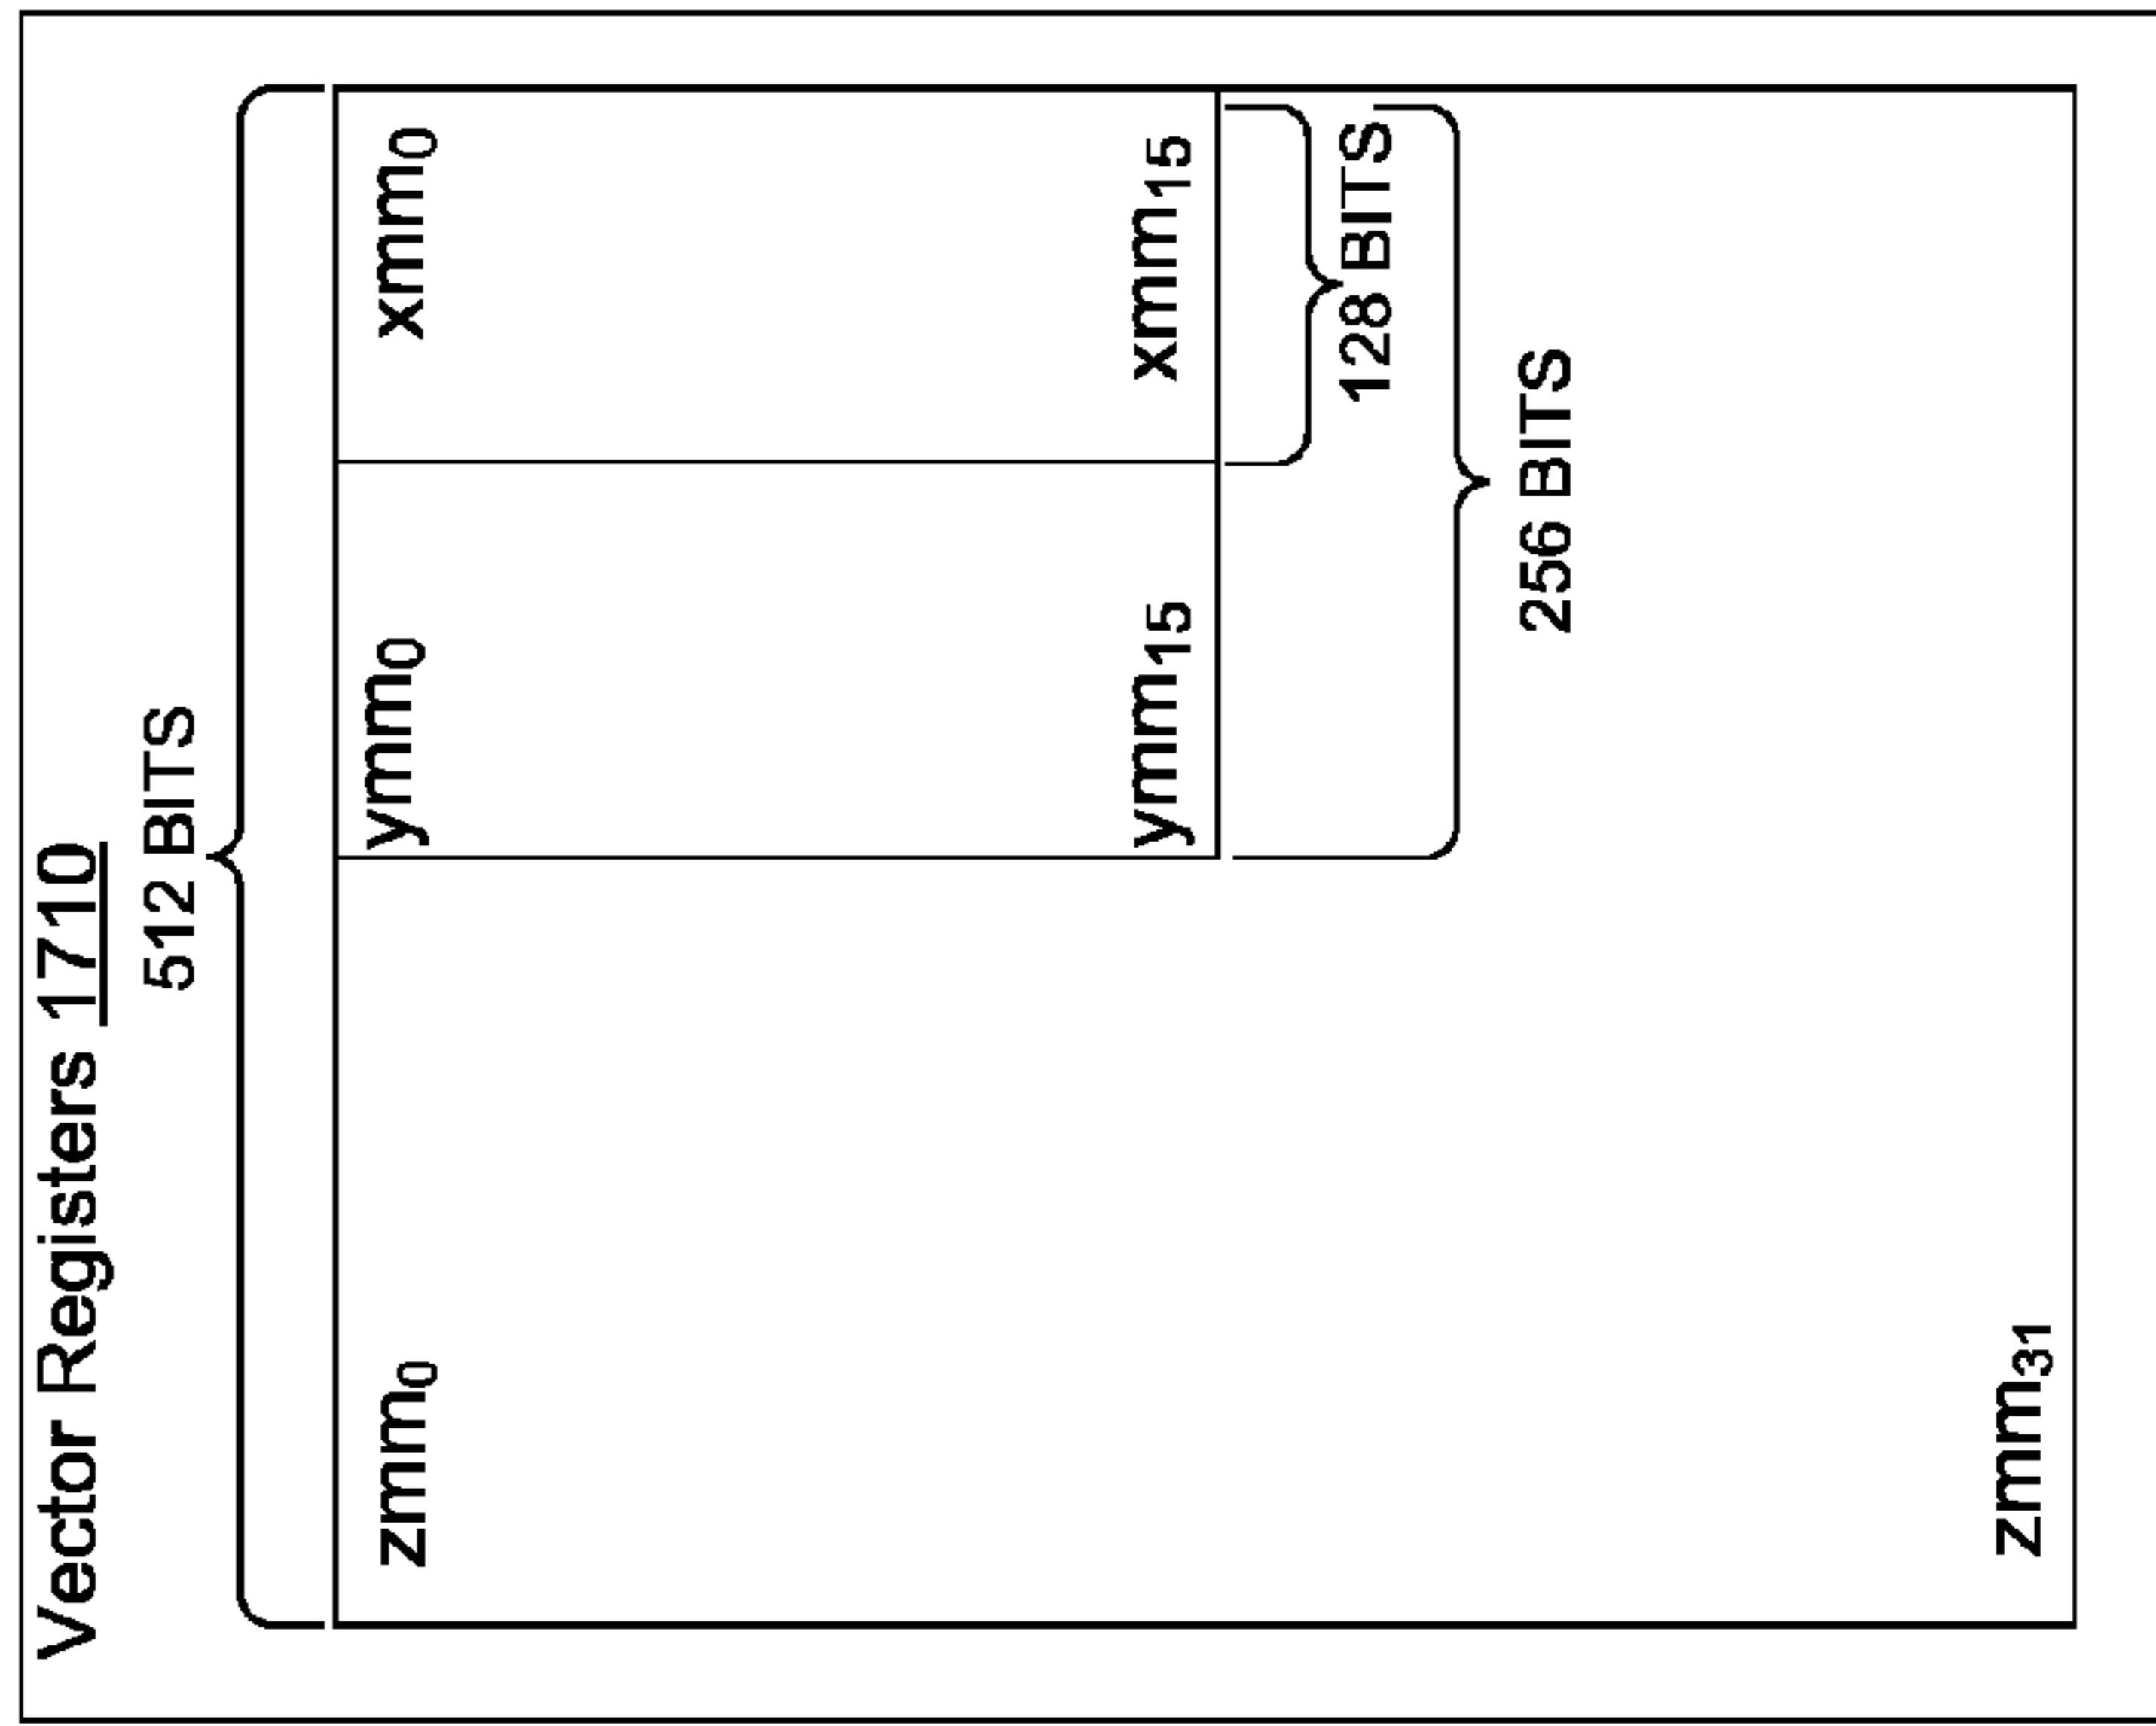 Vector Registers 1710
512 BITS
zmm0
ymm0
xmm0
ymm15
xmm15
128 BITS
256 BITS
zmm31